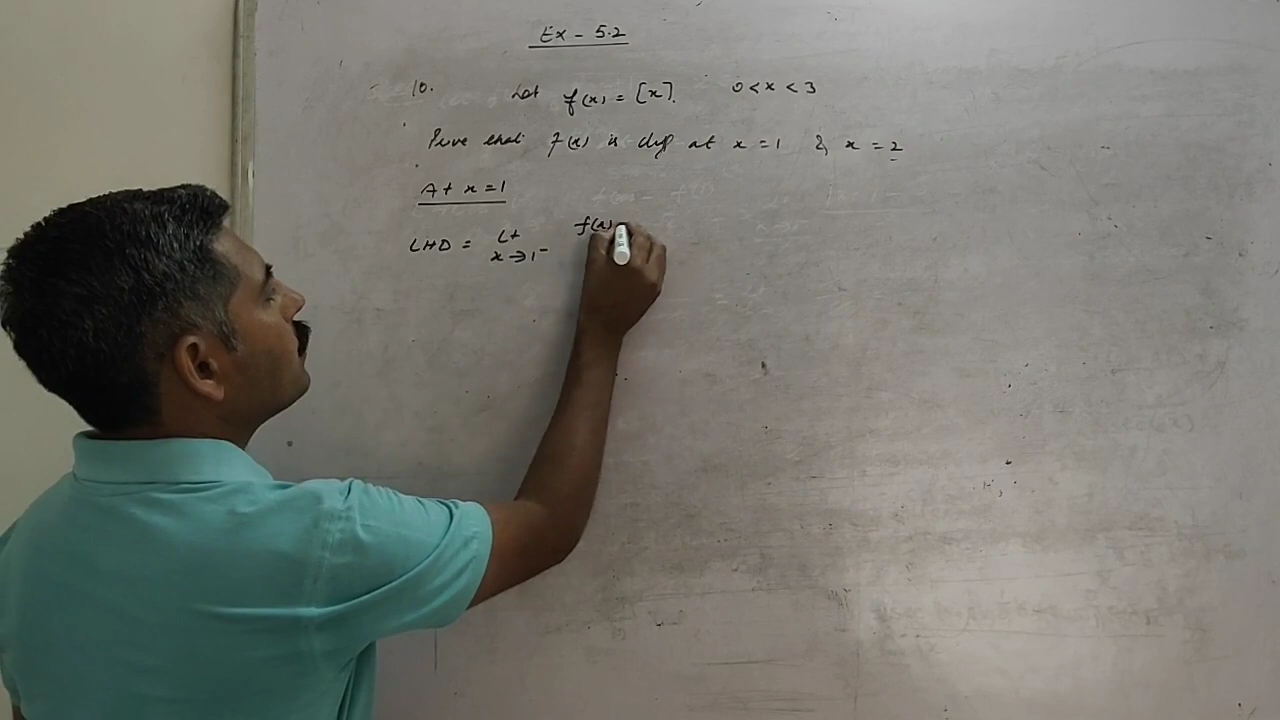 Ex - 5.2
10. Let f(x) = [x]. 0 < x < 3
Prove that f(x) is diff at x = 1 & x = 2
At x = 1
LHD = Lt x→1⁻ f(x)